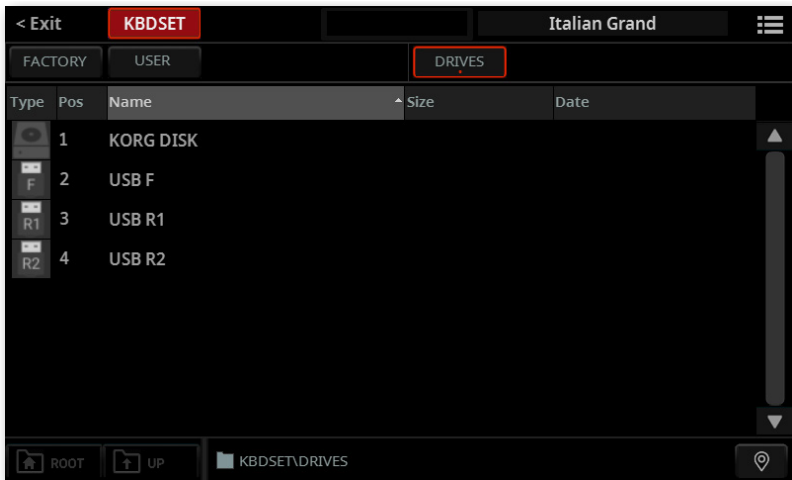 < Exit KBDSET Italian Grand
FACTORY USER DRIVES
Type Pos Name Size Date
1 KORG DISK
F 2 USB F
R1 3 USB R1
R2 4 USB R2
ROOT UP KBDSET\DRIVES